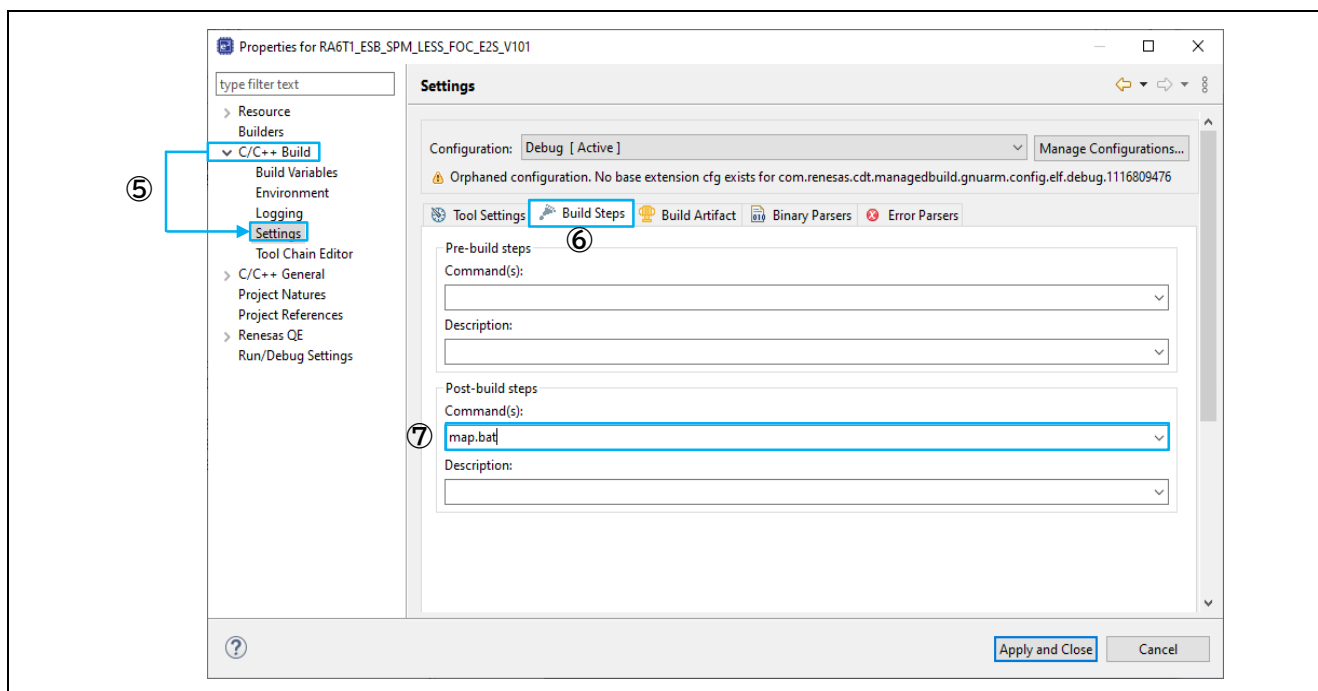 Properties for RA6T1_ESB_SPM_LESS_FOC_E2S_V101
type filter text
Resource
Builders
C/C++ Build
Build Variables
Environment
Logging
Settings
Tool Chain Editor
C/C++ General
Project Natures
Project References
Renesas QE
Run/Debug Settings
⑤
Settings
Configuration: Debug [ Active ] Manage Configurations...
Orphaned configuration. No base extension cfg exists for com.renesas.cdt.managedbuild.gnuarm.config.elf.debug.1116809476
Tool Settings Build Steps Build Artifact Binary Parsers Error Parsers
⑥
Pre-build steps
Command(s):
Description:
Post-build steps
Command(s):
⑦ map.bat
Description:
Apply and Close Cancel